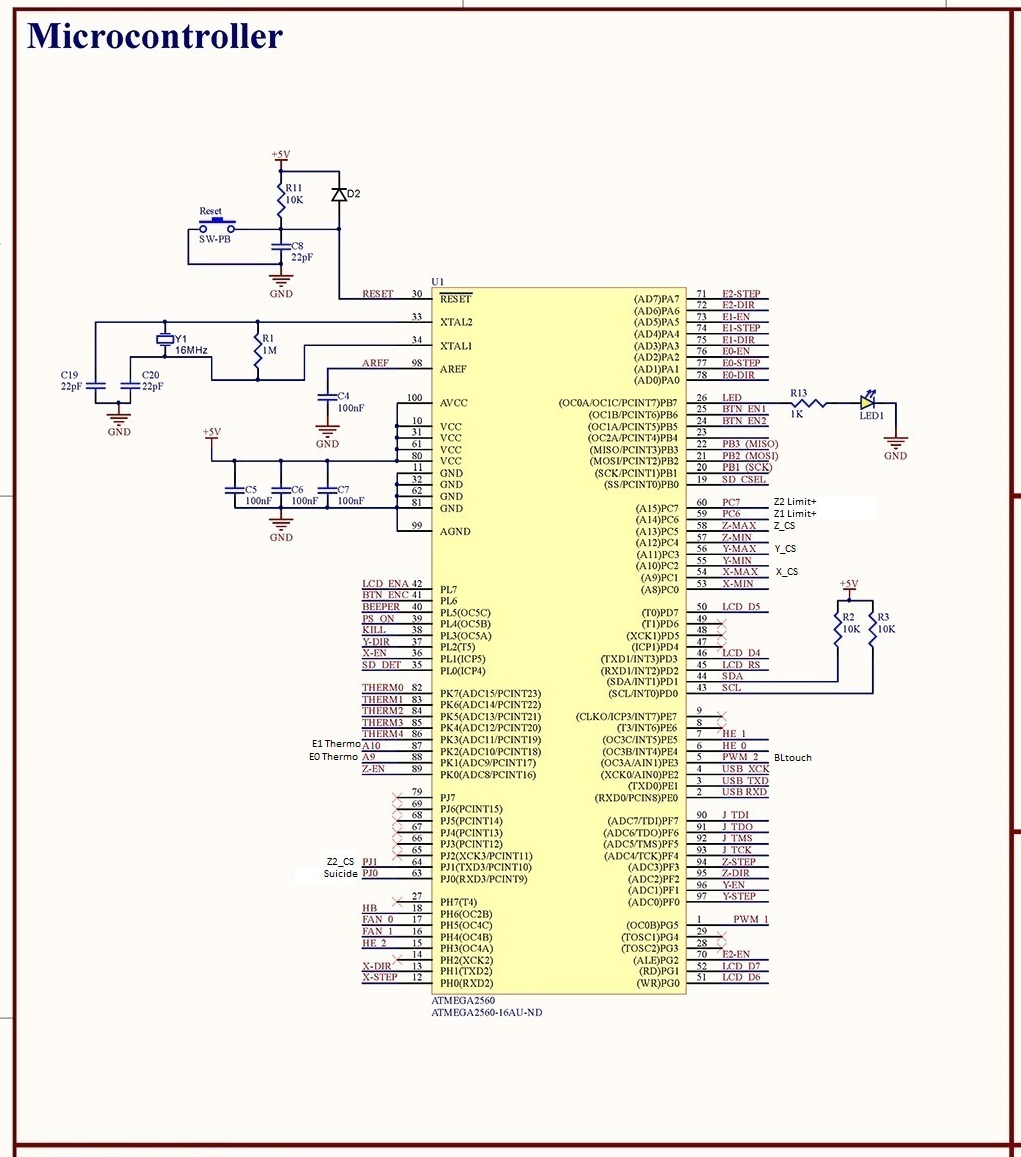 Microcontroller
+5V
R11
10K
D2
Reset
SW-PB
C8
22pF
GND
Y1
16MHz
R1
1M
C19
22pF
C20
22pF
GND
C4
100nF
GND
+5V
C5
100nF
C6
100nF
C7
100nF
GND
U1
RESET 30 RESET
33 XTAL2
34 XTAL1
AREF 98 AREF
100 AVCC
10 VCC
31 VCC
61 VCC
80 VCC
11 GND
32 GND
62 GND
81 GND
99 AGND
LCD_ENA 42 PL7
BTN_ENC 41 PL6
BEEPER 40 PL5(OC5C)
PS_ON 39 PL4(OC5B)
KILL 38 PL3(OC5A)
Y-DIR 37 PL2(T5)
X-EN 36 PL1(ICP5)
SD_DET 35 PL0(ICP4)
THERM0 82 PK7(ADC15/PCINT23)
THERM1 83 PK6(ADC14/PCINT22)
THERM2 84 PK5(ADC13/PCINT21)
THERM3 85 PK4(ADC12/PCINT20)
THERM4 86 PK3(ADC11/PCINT19)
E1 Thermo A10 87 PK2(ADC10/PCINT18)
E0 Thermo A9 88 PK1(ADC9/PCINT17)
Z-EN 89 PK0(ADC8/PCINT16)
79 PJ7
69 PJ6(PCINT15)
68 PJ5(PCINT14)
67 PJ4(PCINT13)
66 PJ3(PCINT12)
65 PJ2(XCK3/PCINT11)
Z2_CS PJ1 64 PJ1(TXD3/PCINT10)
Suicide PJ0 63 PJ0(RXD3/PCINT9)
27 PH7(T4)
HB 18 PH6(OC2B)
FAN_0 17 PH5(OC4C)
FAN_1 16 PH4(OC4B)
HE_2 15 PH3(OC4A)
14 PH2(XCK2)
X-DIR 13 PH1(TXD2)
X-STEP 12 PH0(RXD2)
(AD7)PA7 71 E2-STEP
(AD6)PA6 72 E2-DIR
(AD5)PA5 73 E1-EN
(AD4)PA4 74 E1-STEP
(AD3)PA3 75 E1-DIR
(AD2)PA2 76 E0-EN
(AD1)PA1 77 E0-STEP
(AD0)PA0 78 E0-DIR
(OC0A/OC1C/PCINT7)PB7 26 LED
(OC1B/PCINT6)PB6 25 BTN_EN1
(OC1A/PCINT5)PB5 24 BTN_EN2
(OC2A/PCINT4)PB4 23
(MISO/PCINT3)PB3 22 PB3 (MISO)
(MOSI/PCINT2)PB2 21 PB2 (MOSI)
(SCK/PCINT1)PB1 20 PB1 (SCK)
(SS/PCINT0)PB0 19 SD_CSEL
R13
1K
LED1
GND
(A15)PC7 60 PC7 Z2 Limit+
(A14)PC6 59 PC6 Z1 Limit+
(A13)PC5 58 Z-MAX Z_CS
(A12)PC4 57 Z-MIN
(A11)PC3 56 Y-MAX Y_CS
(A10)PC2 55 Y-MIN
(A9)PC1 54 X-MAX X_CS
(A8)PC0 53 X-MIN
+5V
R2
10K
R3
10K
(T0)PD7 50 LCD_D5
(T1)PD6 49
(XCK1)PD5 48
(ICP1)PD4 47
(TXD1/INT3)PD3 46 LCD_D4
(RXD1/INT2)PD2 45 LCD_RS
(SDA/INT1)PD1 44 SDA
(SCL/INT0)PD0 43 SCL
(CLKO/ICP3/INT7)PE7 9
(T3/INT6)PE6 8
(OC3C/INT5)PE5 7 HE_1
(OC3B/INT4)PE4 6 HE_0
(OC3A/AIN1)PE3 5 PWM_2 BLtouch
(XCK0/AIN0)PE2 4 USB_XCK
(TXD0)PE1 3 USB_TXD
(RXD0/PCIN8)PE0 2 USB RXD
(ADC7/TDI)PF7 90 J_TDI
(ADC6/TDO)PF6 91 J_TDO
(ADC5/TMS)PF5 92 J_TMS
(ADC4/TCK)PF4 93 J_TCK
(ADC3)PF3 94 Z-STEP
(ADC2)PF2 95 Z-DIR
(ADC1)PF1 96 Y-EN
(ADC0)PF0 97 Y-STEP
(OC0B)PG5 1 PWM_1
(TOSC1)PG4 29
(TOSC2)PG3 28
(ALE)PG2 70 E2-EN
(RD)PG1 52 LCD_D7
(WR)PG0 51 LCD_D6
ATMEGA2560
ATMEGA2560-16AU-ND